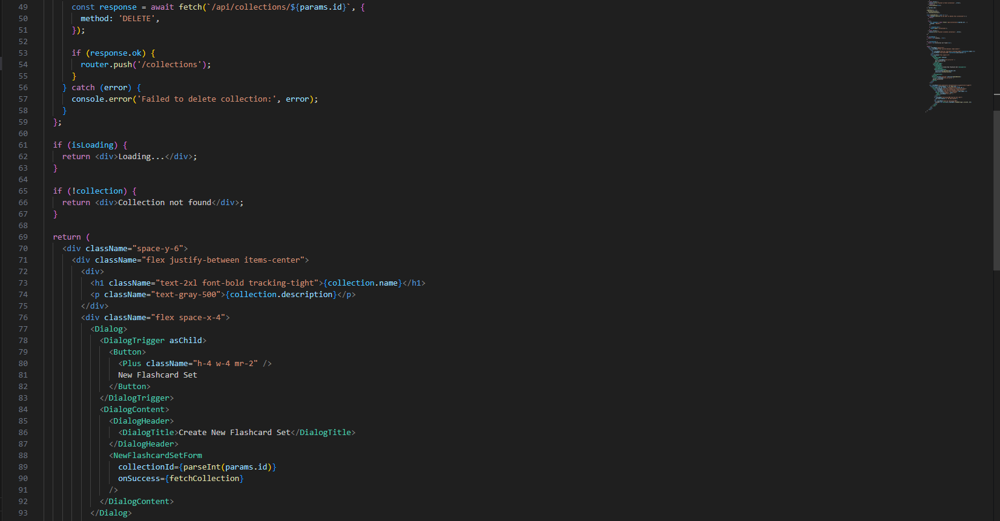 49 const response = await fetch(`/api/collections/${params.id}`, {
50 method: 'DELETE',
51 });
52
53 if (response.ok) {
54 router.push('/collections');
55 }
56 } catch (error) {
57 console.error('Failed to delete collection:', error);
58 }
59 };
60
61 if (isLoading) {
62 return <div>Loading...</div>;
63 }
64
65 if (!collection) {
66 return <div>Collection not found</div>;
67 }
68
69 return (
70 <div className="space-y-6">
71 <div className="flex justify-between items-center">
72 <div>
73 <h1 className="text-2xl font-bold tracking-tight">{collection.name}</h1>
74 <p className="text-gray-500">{collection.description}</p>
75 </div>
76 <div className="flex space-x-4">
77 <Dialog>
78 <DialogTrigger asChild>
79 <Button>
80 <Plus className="h-4 w-4 mr-2" />
81 New Flashcard Set
82 </Button>
83 </DialogTrigger>
84 <DialogContent>
85 <DialogHeader>
86 <DialogTitle>Create New Flashcard Set</DialogTitle>
87 </DialogHeader>
88 <NewFlashcardSetForm
89 collectionId={parseInt(params.id)}
90 onSuccess={fetchCollection}
91 />
92 </DialogContent>
93 </Dialog>